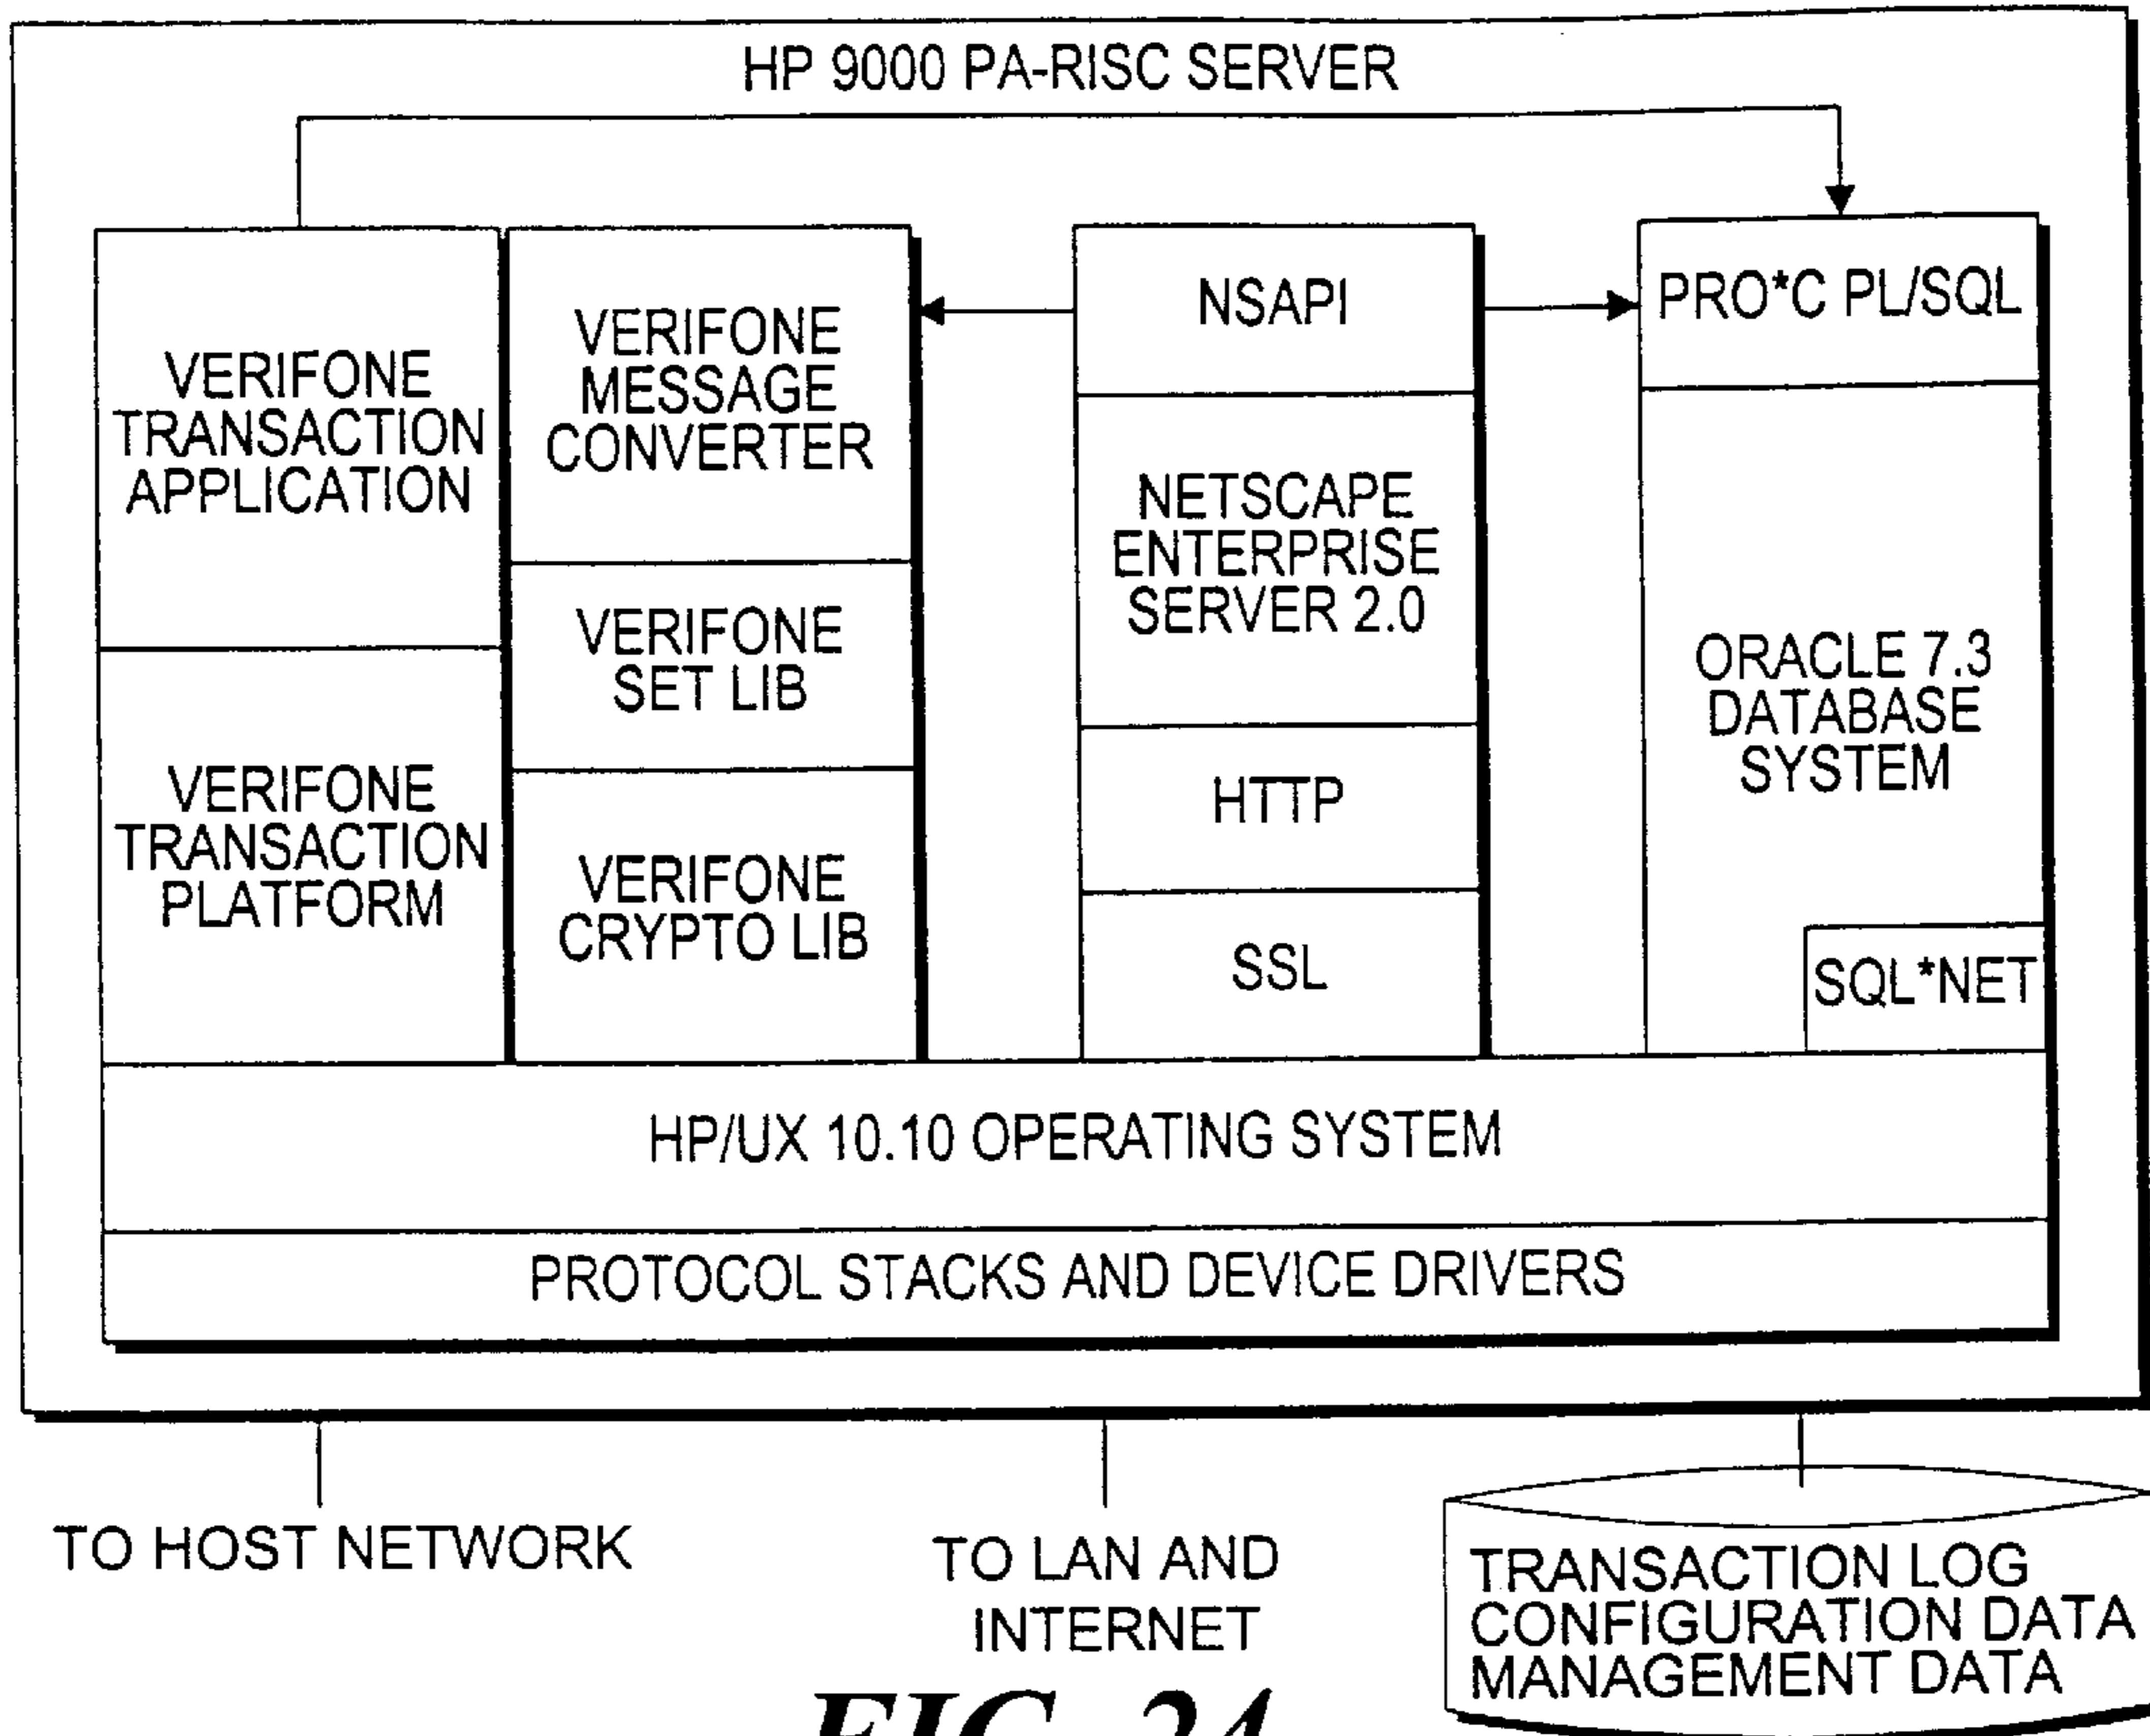 HP 9000 PA-RISC SERVER
VERIFONE
TRANSACTION
APPLICATION
VERIFONE
TRANSACTION
PLATFORM
VERIFONE
MESSAGE
CONVERTER
VERIFONE
SET LIB
VERIFONE
CRYPTO LIB
NSAPI
NETSCAPE
ENTERPRISE
SERVER 2.0
HTTP
SSL
PRO*C PL/SQL
ORACLE 7.3
DATABASE
SYSTEM
SQL*NET
HP/UX 10.10 OPERATING SYSTEM
PROTOCOL STACKS AND DEVICE DRIVERS
TO HOST NETWORK
TO LAN AND
INTERNET
TRANSACTION LOG
CONFIGURATION DATA
MANAGEMENT DATA
FIG. 24